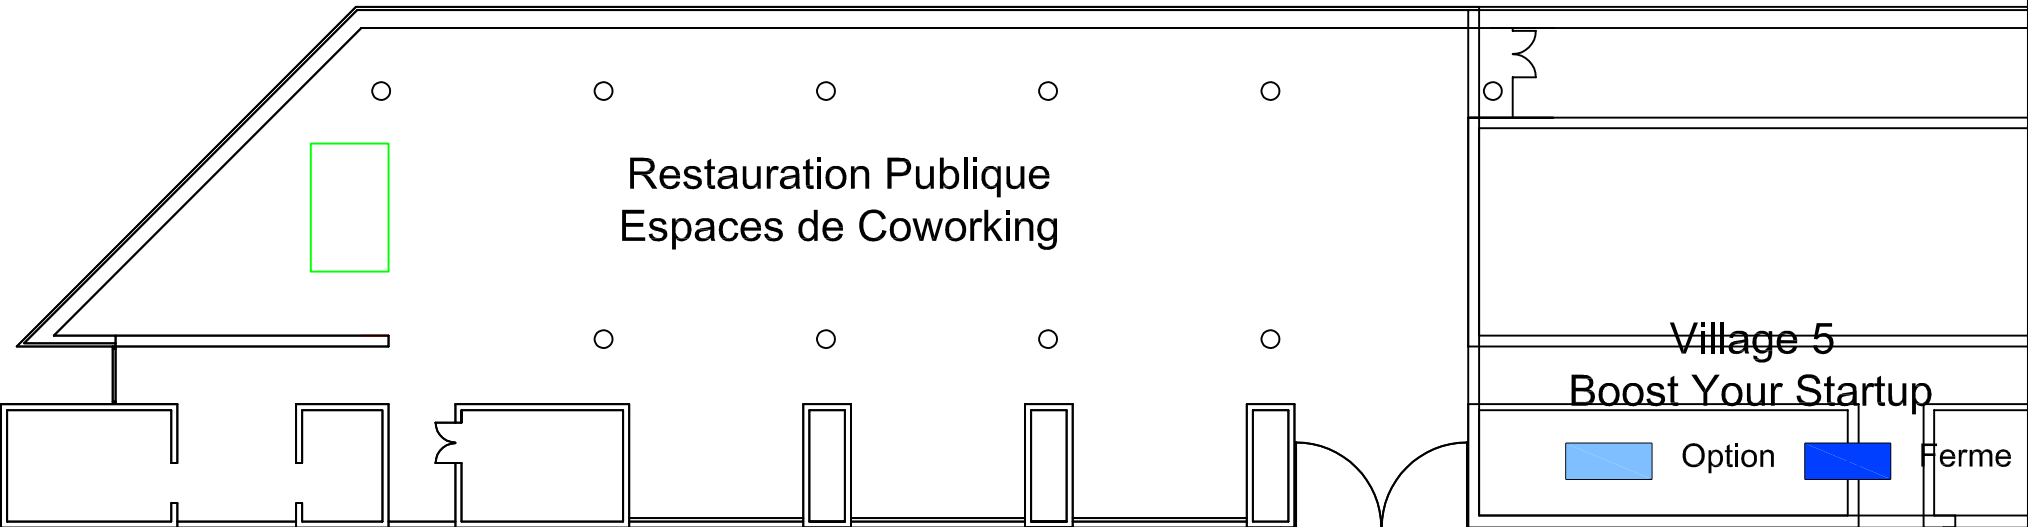 Restauration Publique
Espaces de Coworking
Village 5
Boost Your Startup
Option
Ferme